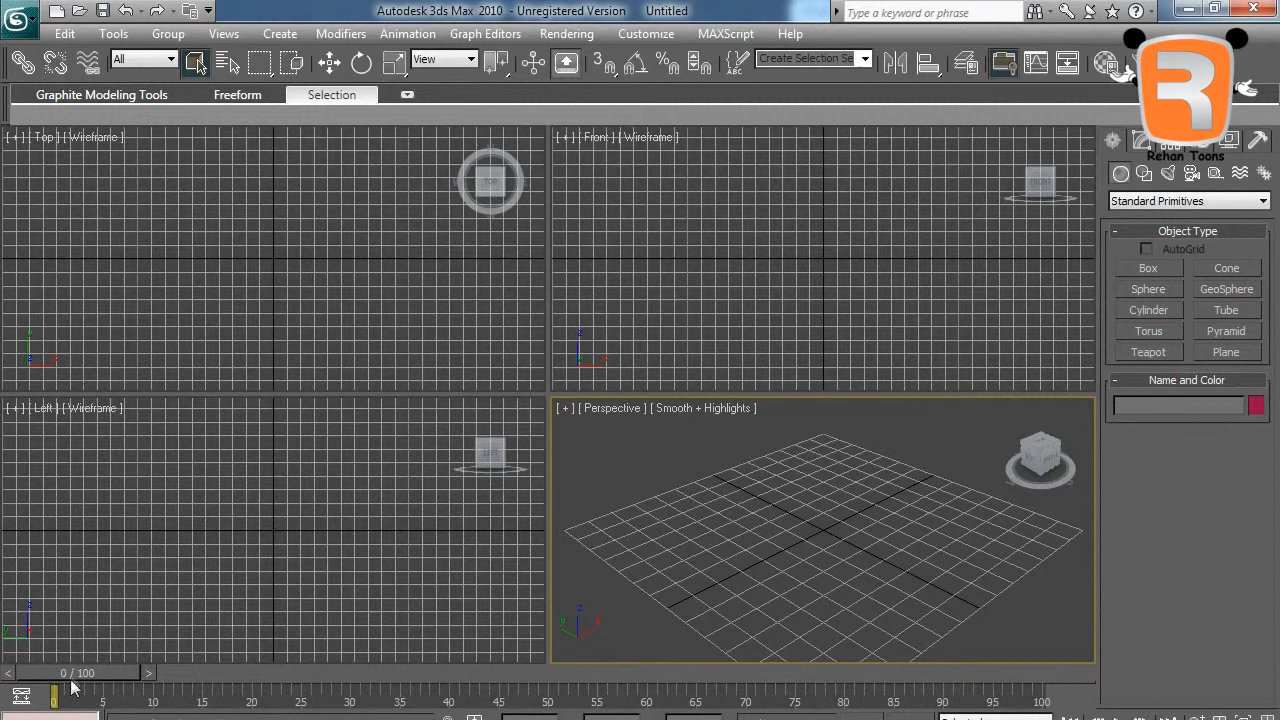 Autodesk 3ds Max 2010 - Unregistered Version Untitled
Type a keyword or phrase
Edit Tools Group Views Create Modifiers Animation Graph Editors Rendering Customize MAXScript Help
All
View
3
%
Create Selection Se
Graphite Modeling Tools Freeform Selection
R
Rehan Toons
[ + ] [ Top ] [ Wireframe ]
TOP
[ + ] [ Front ] [ Wireframe ]
FRONT
Standard Primitives
- Object Type
AutoGrid
Box Cone
Sphere GeoSphere
Cylinder Tube
Torus Pyramid
Teapot Plane
- Name and Color
[ + ] [ Left ] [ Wireframe ]
LEFT
[ + ] [ Perspective ] [ Smooth + Highlights ]
z
x
y
< 0 / 100 >
0 5 10 15 20 25 30 35 40 45 50 55 60 65 70 75 80 85 90 95 100